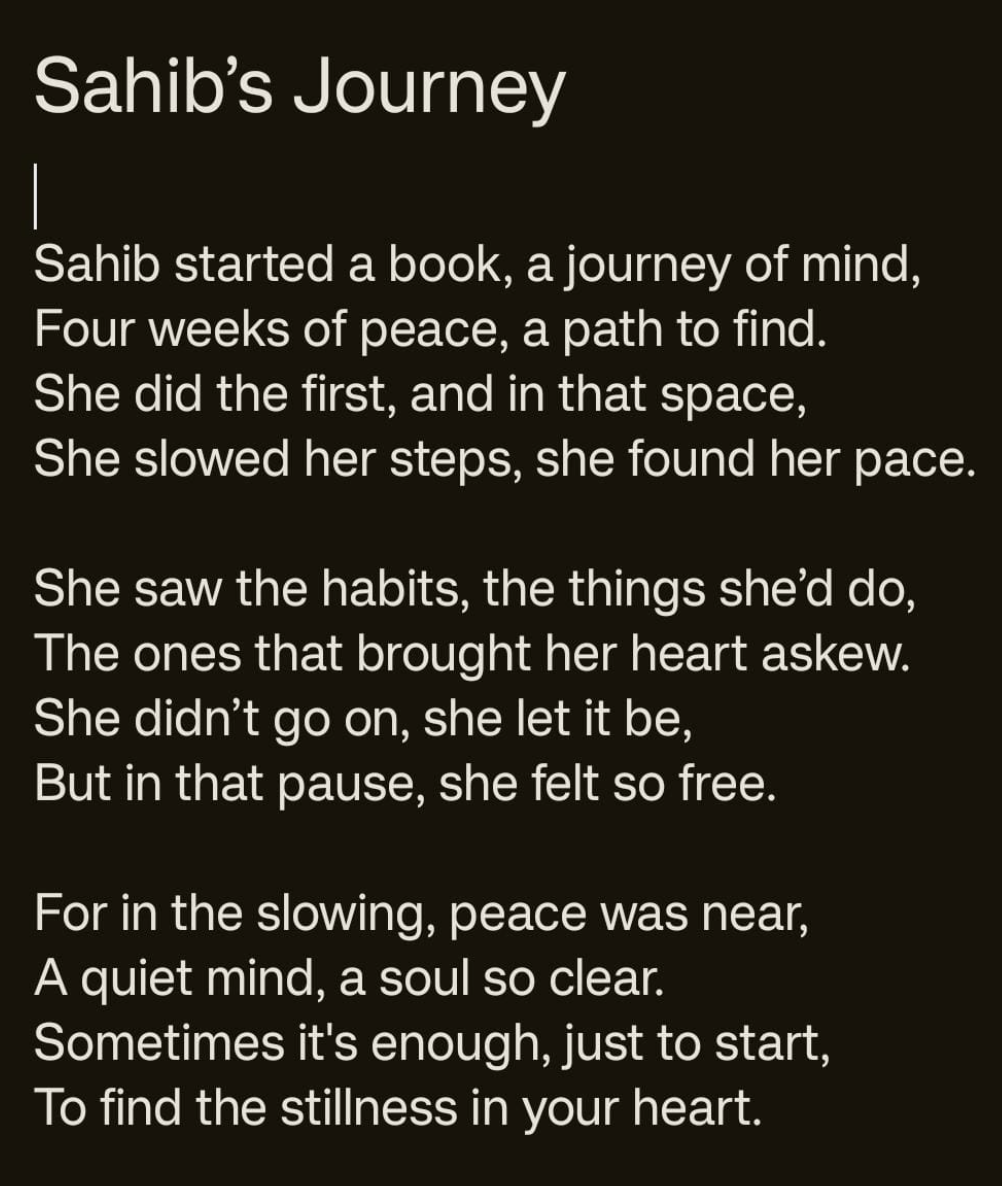 Sahib’s Journey
Sahib started a book, a journey of mind,
Four weeks of peace, a path to find.
She did the first, and in that space,
She slowed her steps, she found her pace.
She saw the habits, the things she’d do,
The ones that brought her heart askew.
She didn’t go on, she let it be,
But in that pause, she felt so free.
For in the slowing, peace was near,
A quiet mind, a soul so clear.
Sometimes it's enough, just to start,
To find the stillness in your heart.